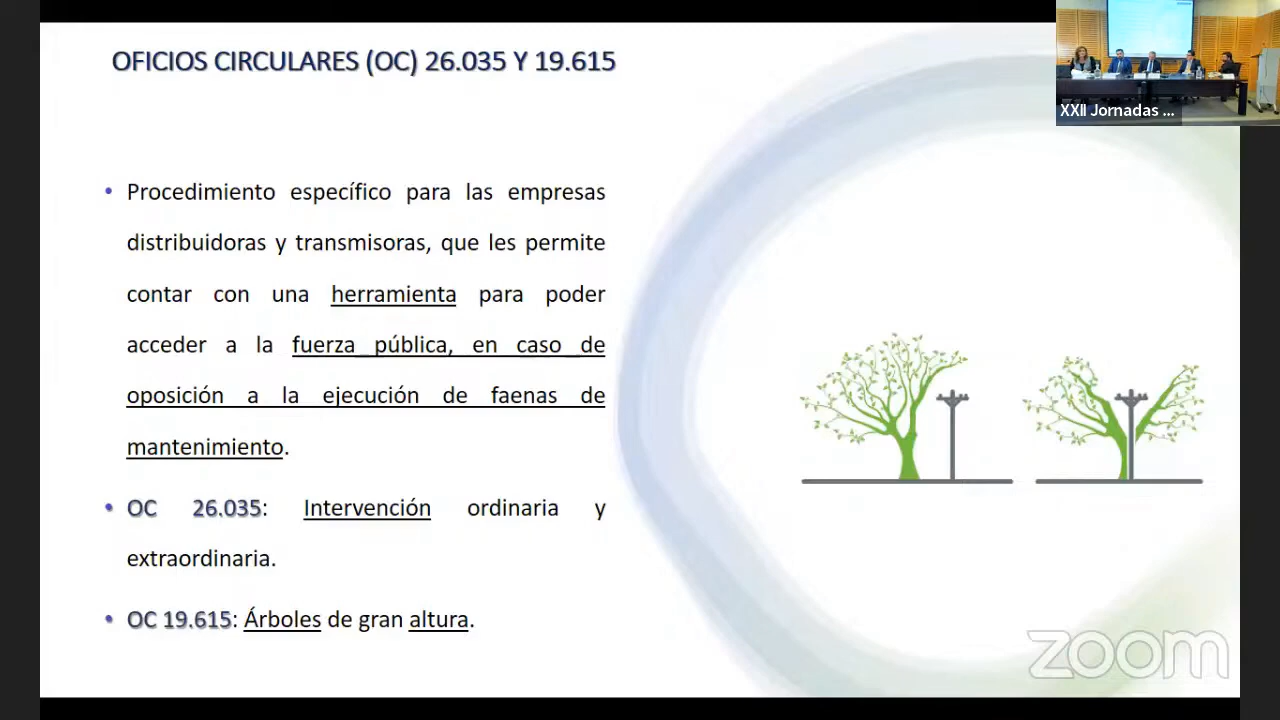 OFICIOS CIRCULARES (OC) 26.035 Y 19.615
XXII Jornadas ...
Procedimiento específico para las empresas
distribuidoras y transmisoras, que les permite
contar con una herramienta para poder
acceder a la fuerza pública, en caso de
oposición a la ejecución de faenas de
mantenimiento.
OC 26.035: Intervención ordinaria y
extraordinaria.
OC 19.615: Árboles de gran altura.
zoom